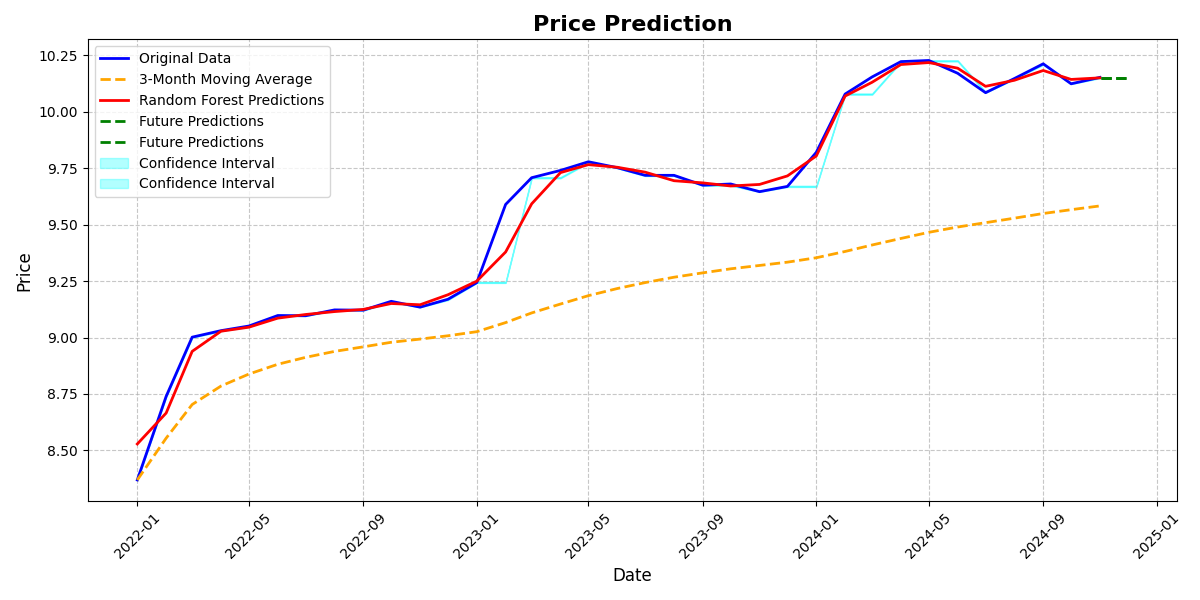 Price Prediction
Original Data
3-Month Moving Average
Random Forest Predictions
Future Predictions
Future Predictions
Confidence Interval
Confidence Interval
Price
10.25
10.00
9.75
9.50
9.25
9.00
8.75
8.50
2022-01
2022-05
2022-09
2023-01
2023-05
2023-09
2024-01
2024-05
2024-09
2025-01
Date